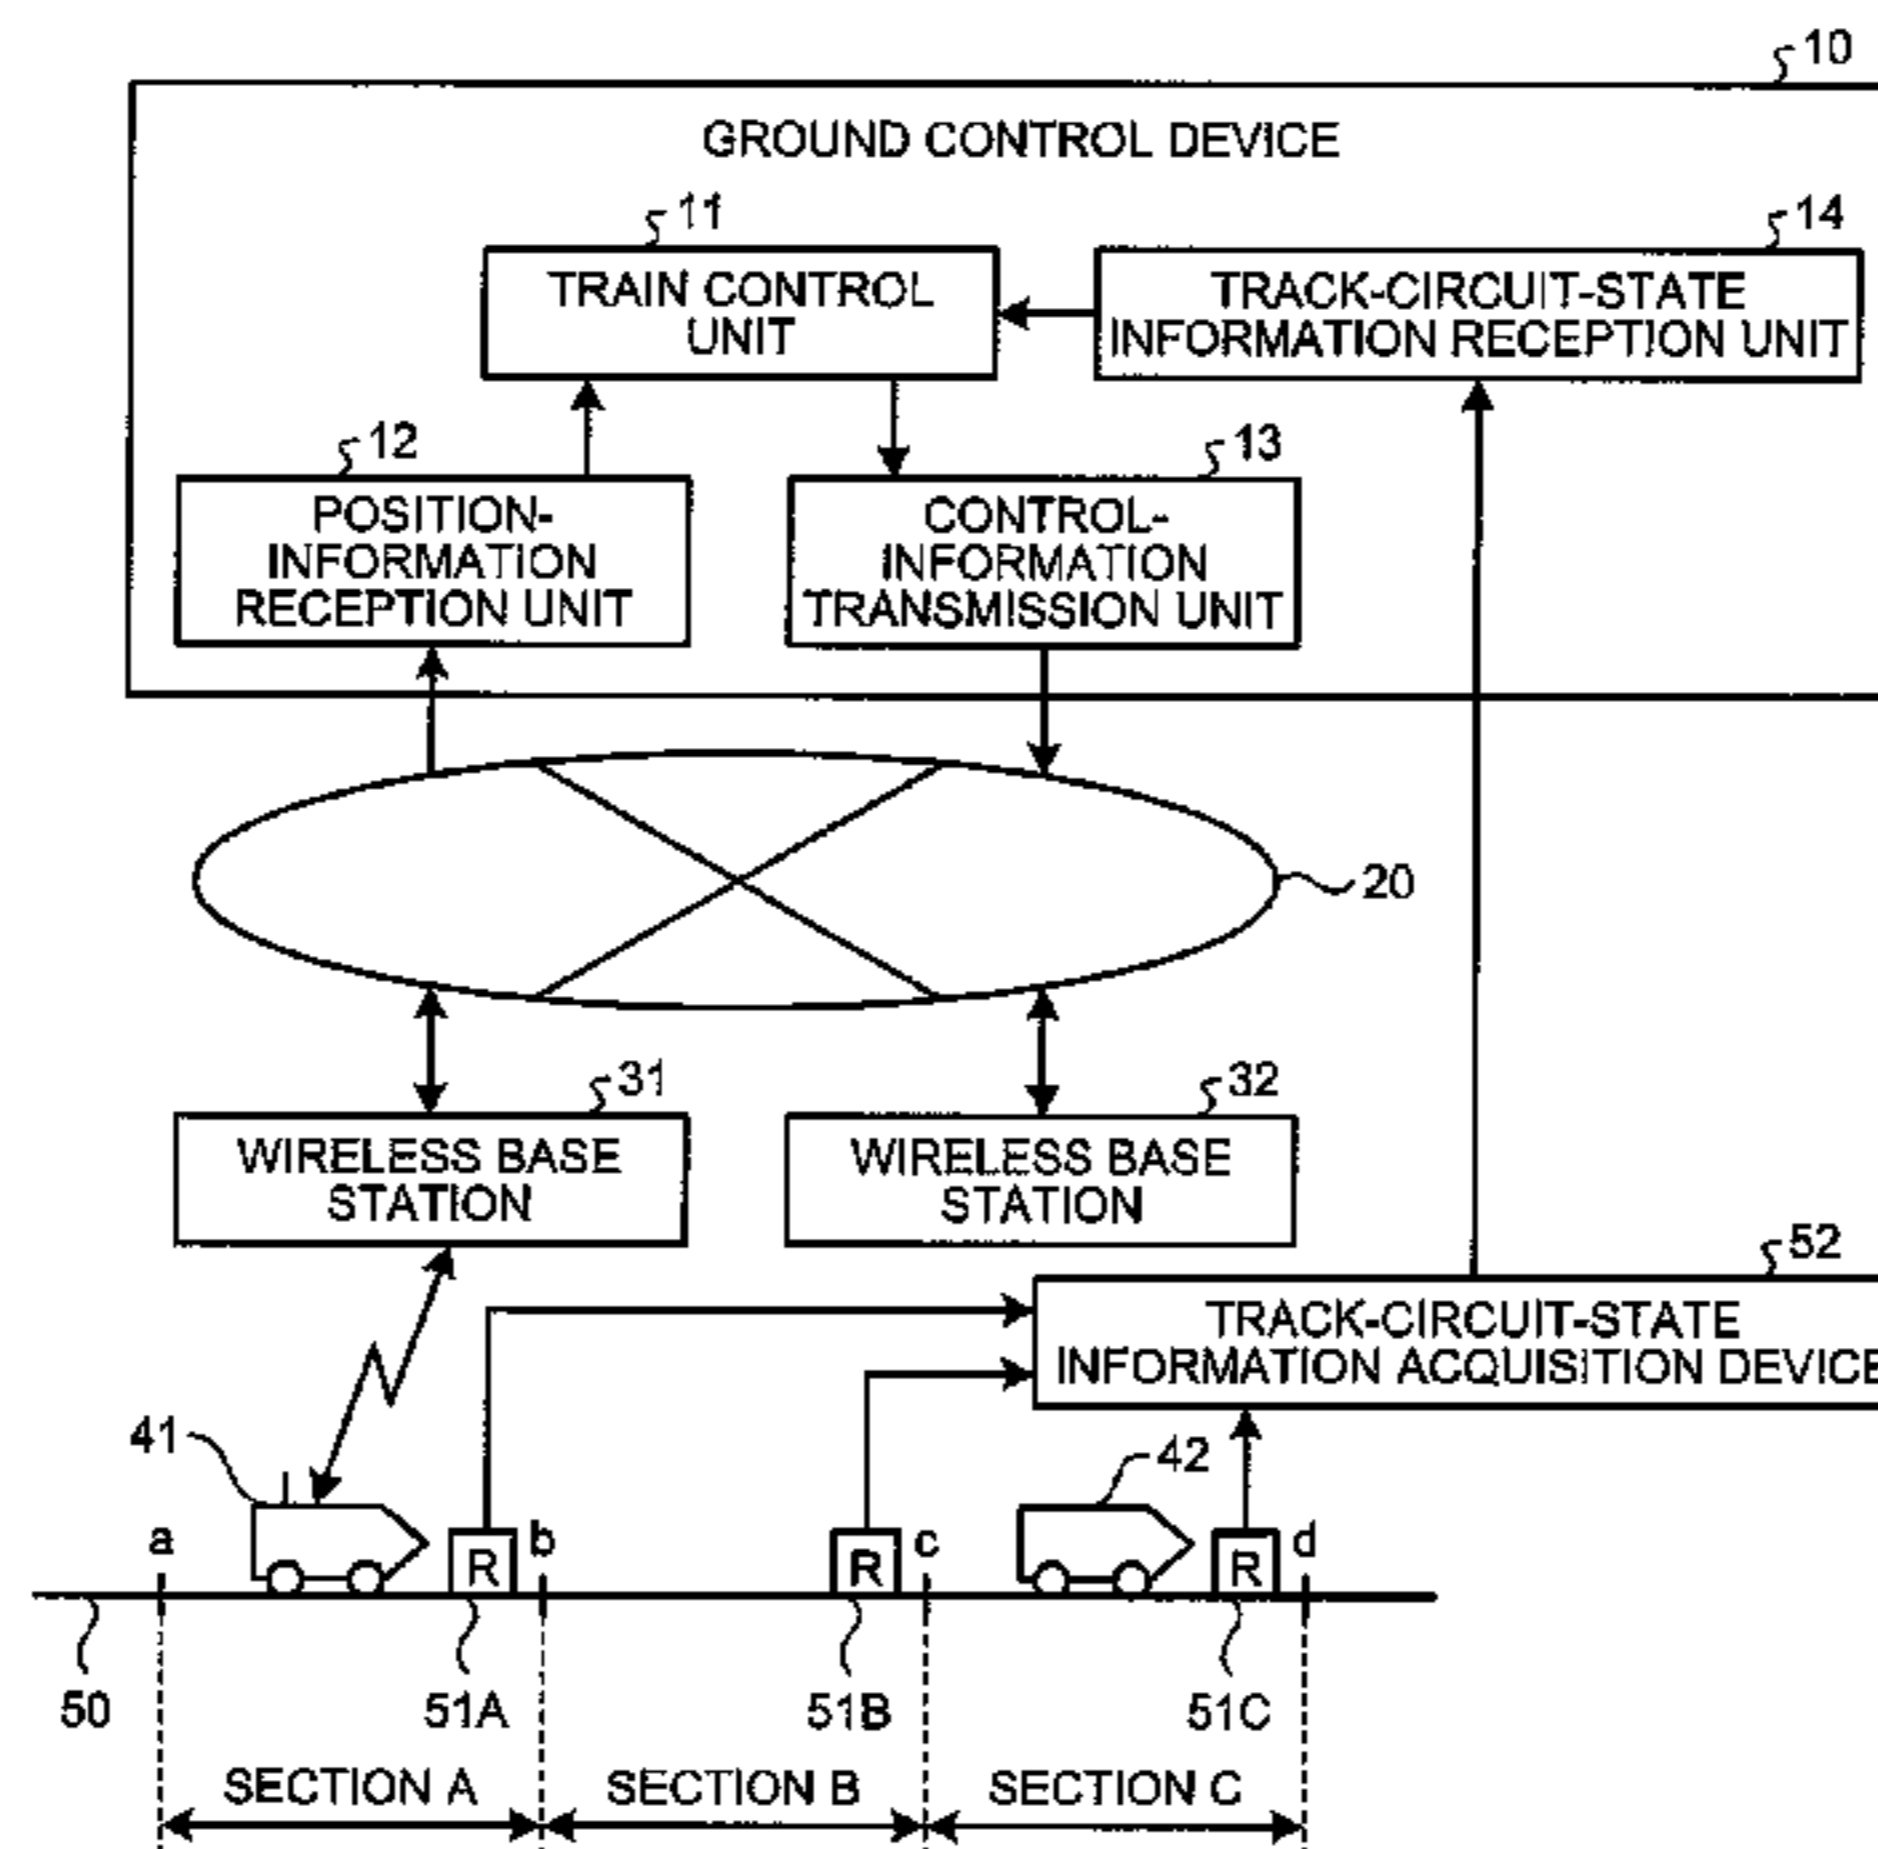 10
GROUND CONTROL DEVICE
11
14
TRAIN CONTROL
UNIT
TRACK-CIRCUIT-STATE
INFORMATION RECEPTION UNIT
12
13
POSITION-
INFORMATION
RECEPTION UNIT
CONTROL-
INFORMATION
TRANSMISSION UNIT
20
31
32
WIRELESS BASE
STATION
WIRELESS BASE
STATION
52
TRACK-CIRCUIT-STATE
INFORMATION ACQUISITION DEVICE
41
42
a
R
b
R
c
R
d
50
51A
51B
51C
SECTION A
SECTION B
SECTION C